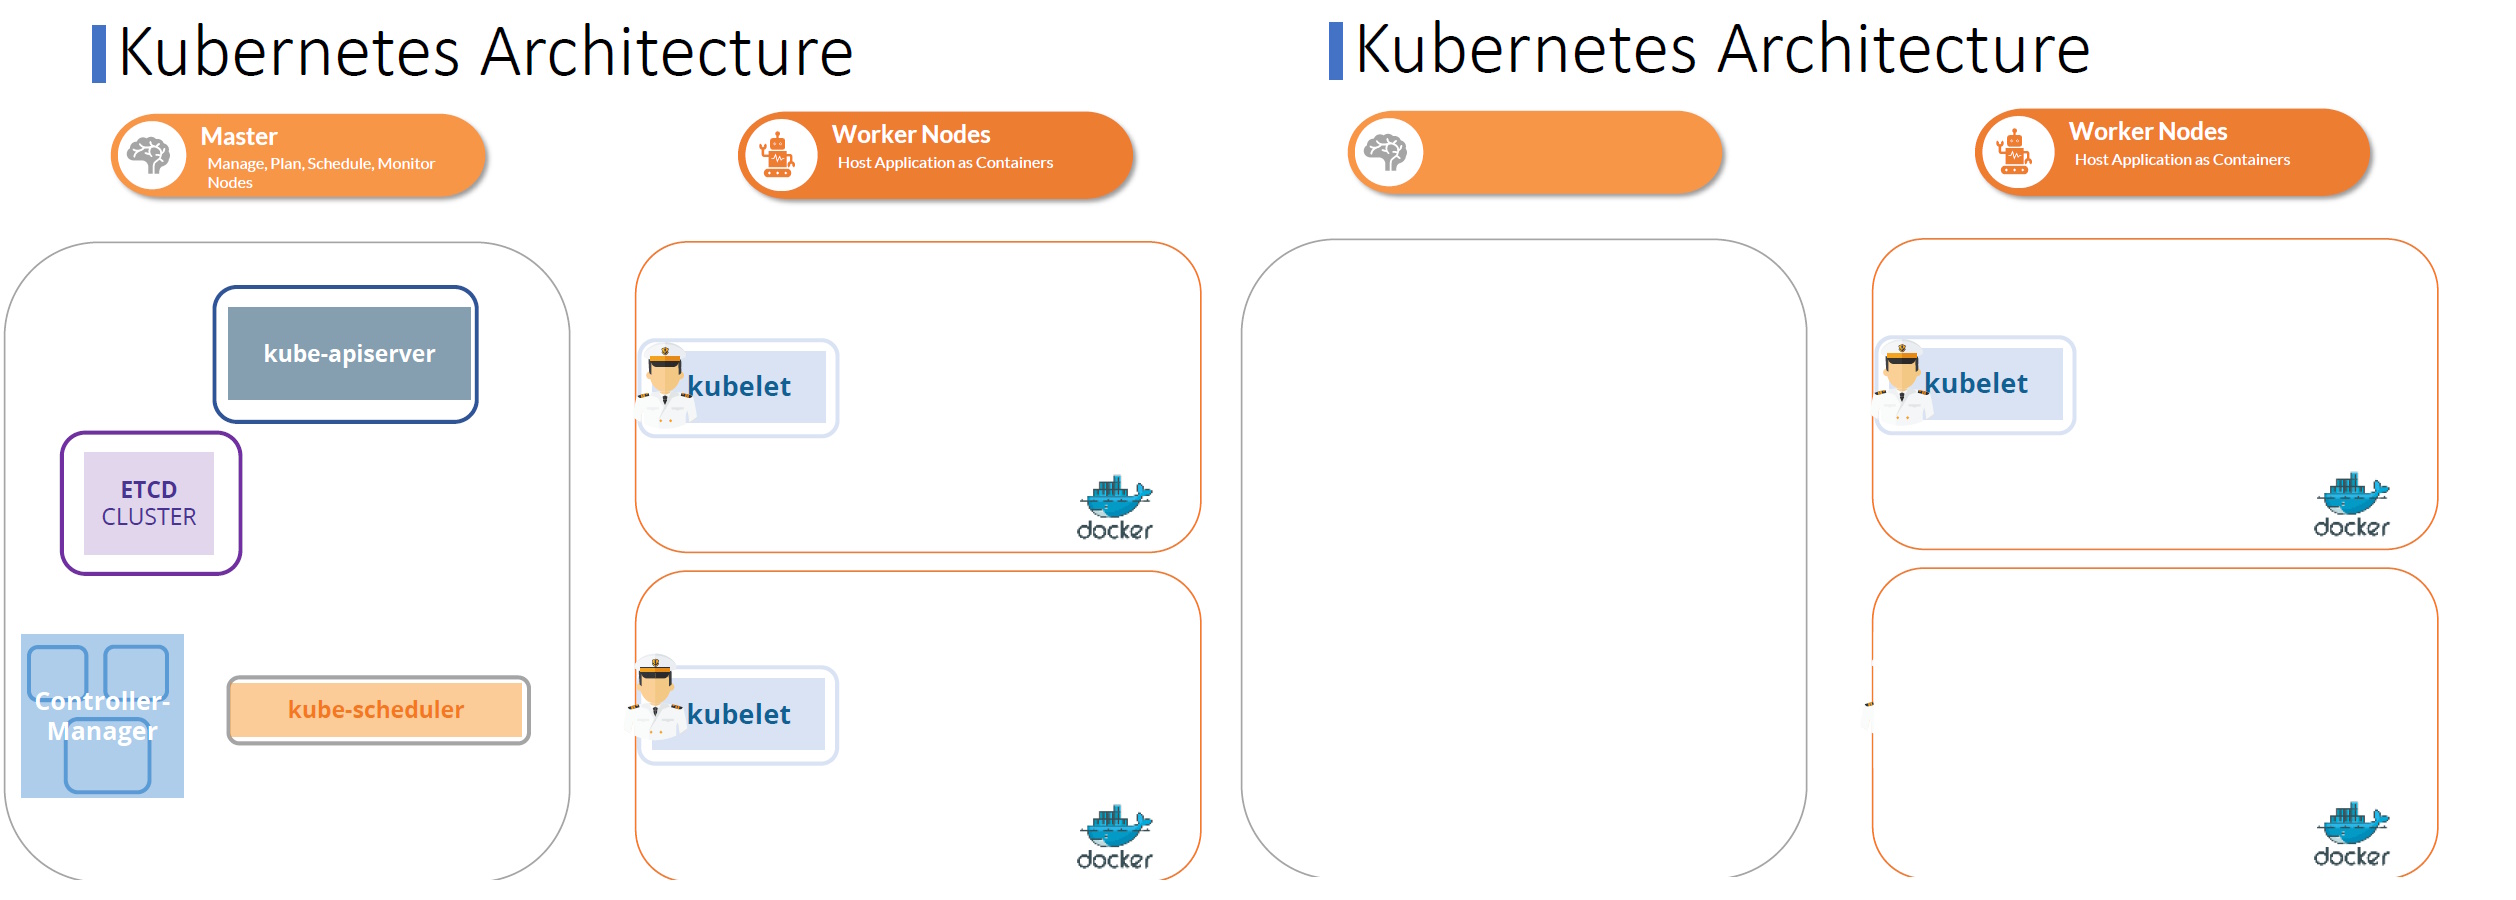 Kubernetes Architecture
Master
Manage, Plan, Schedule, Monitor
Nodes
Worker Nodes
Host Application as Containers
kube-apiserver
ETCD
CLUSTER
Controller-
Manager
kube-scheduler
kubelet
docker
kubelet
docker
Kubernetes Architecture
Worker Nodes
Host Application as Containers
kubelet
docker
docker